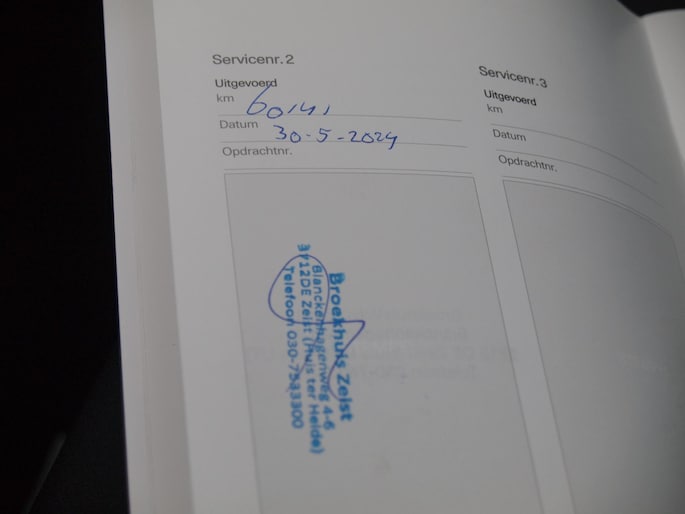 Servicenr. 2
Uitgevoerd
km 60141
Datum 30-5-2024
Opdrachtnr.
Broekhuis Zeist
Blanckenhagenweg 4-6
3712DE Zeist (Huis ter Heide)
Telefoon 030-7533300
Servicenr. 3
Uitgevoerd
km
Datum
Opdrachtnr.